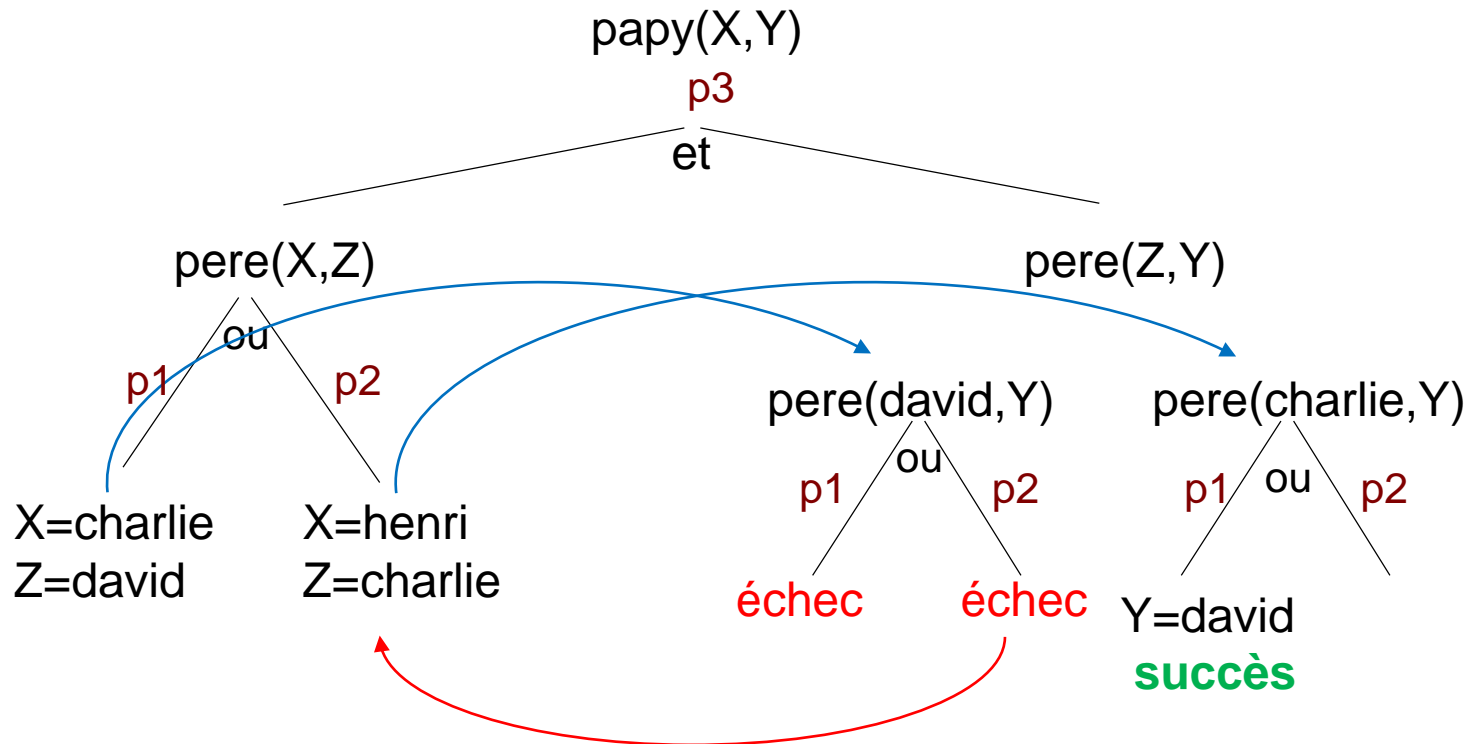 papy(X,Y)
p3
et
pere(X,Z)
pere(Z,Y)
ou
p1
p2
pere(david,Y)
pere(charlie,Y)
ou
p1
p2
ou
p1
p2
X=charlie
Z=david
X=henri
Z=charlie
échec
échec
Y=david
succès